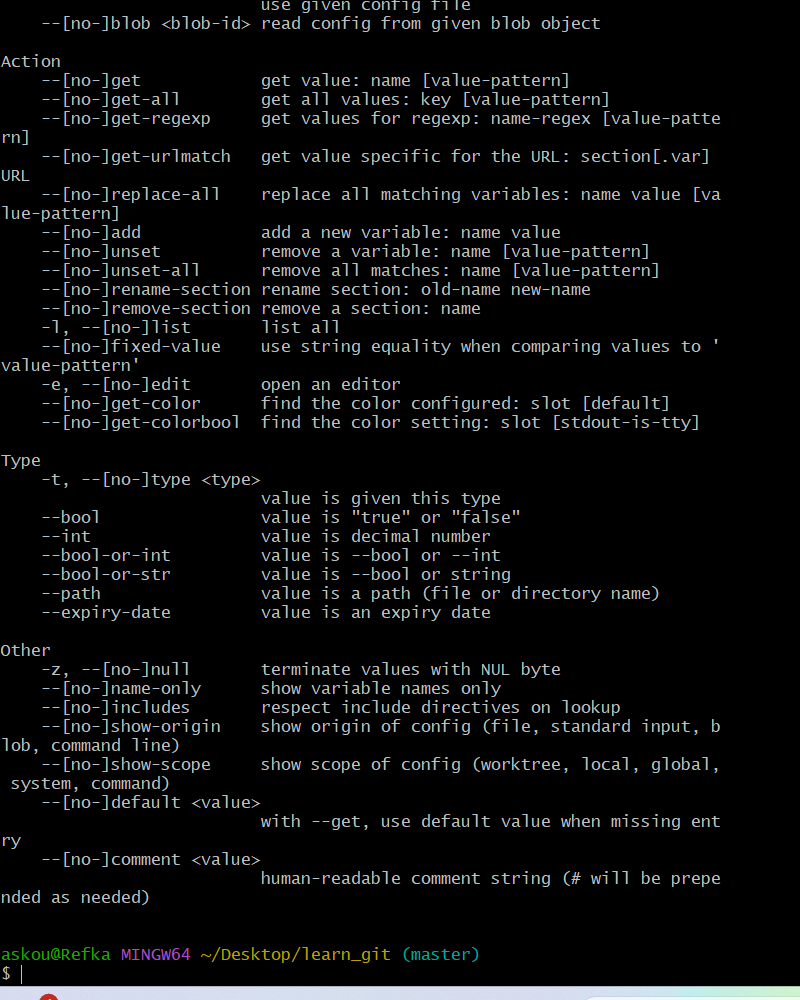 use given config file
--[no-]blob <blob-id> read config from given blob object
Action
--[no-]get get value: name [value-pattern]
--[no-]get-all get all values: key [value-pattern]
--[no-]get-regexp get values for regexp: name-regex [value-patte
rn]
--[no-]get-urlmatch get value specific for the URL: section[.var]
URL
--[no-]replace-all replace all matching variables: name value [va
lue-pattern]
--[no-]add add a new variable: name value
--[no-]unset remove a variable: name [value-pattern]
--[no-]unset-all remove all matches: name [value-pattern]
--[no-]rename-section rename section: old-name new-name
--[no-]remove-section remove a section: name
-l, --[no-]list list all
--[no-]fixed-value use string equality when comparing values to '
value-pattern'
-e, --[no-]edit open an editor
--[no-]get-color find the color configured: slot [default]
--[no-]get-colorbool find the color setting: slot [stdout-is-tty]
Type
-t, --[no-]type <type>
value is given this type
--bool value is "true" or "false"
--int value is decimal number
--bool-or-int value is --bool or --int
--bool-or-str value is --bool or string
--path value is a path (file or directory name)
--expiry-date value is an expiry date
Other
-z, --[no-]null terminate values with NUL byte
--[no-]name-only show variable names only
--[no-]includes respect include directives on lookup
--[no-]show-origin show origin of config (file, standard input, b
lob, command line)
--[no-]show-scope show scope of config (worktree, local, global,
system, command)
--[no-]default <value>
with --get, use default value when missing ent
ry
--[no-]comment <value>
human-readable comment string (# will be prepe
nded as needed)
askou@Refka MINGW64 ~/Desktop/learn_git (master)
$